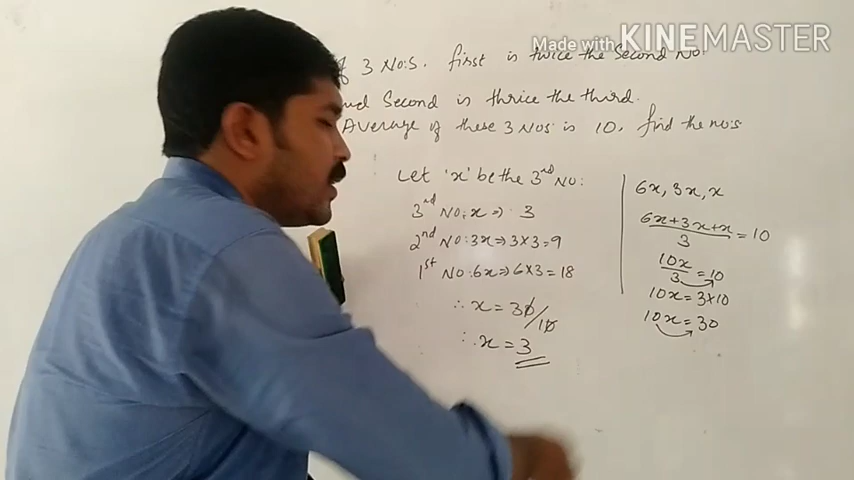 Made with KINEMASTER
f 3 No:s. first is twice the second No:
nd Second is thrice the third.
Average of these 3 Nos is 10. find the no:s
Let 'x' be the 3rd No:
3rd No: x => 3
2nd No: 3x => 3×3=9
1st No: 6x => 6×3=18
∴ x = 30/10
∴ x = 3
6x, 3x, x
6x+3x+x/3 = 10
10x/3 = 10
10x = 3×10
10x = 30